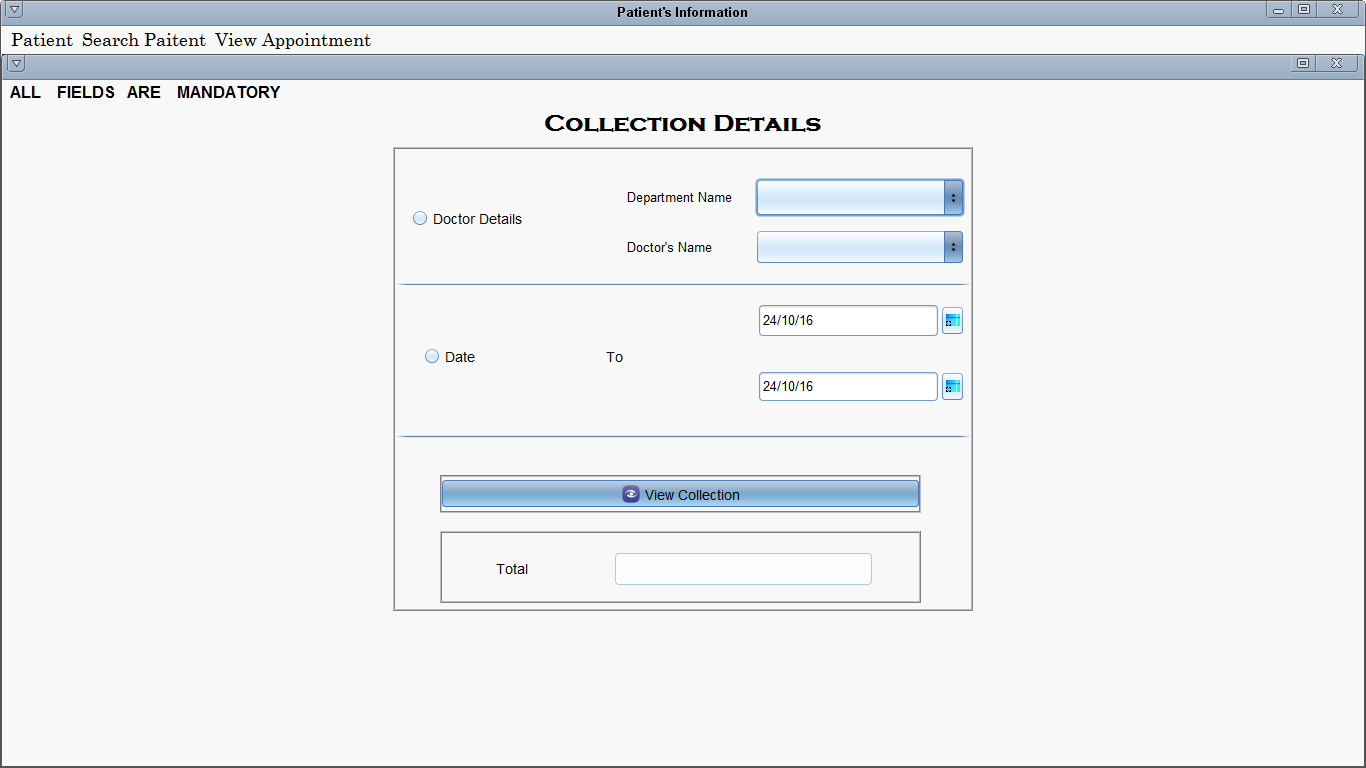 Patient's Information
Patient Search Paitent View Appointment
ALL FIELDS ARE MANDATORY
COLLECTION DETAILS
Department Name
Doctor Details
Doctor's Name
24/10/16
Date To
24/10/16
View Collection
Total